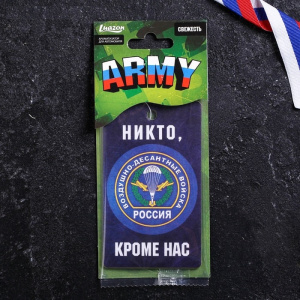 Luazon
СВЕЖЕСТЬ
ARMY
НИКТО,
ВОЗДУШНО-ДЕСАНТНЫЕ ВОЙСКА
РОССИЯ
КРОМЕ НАС